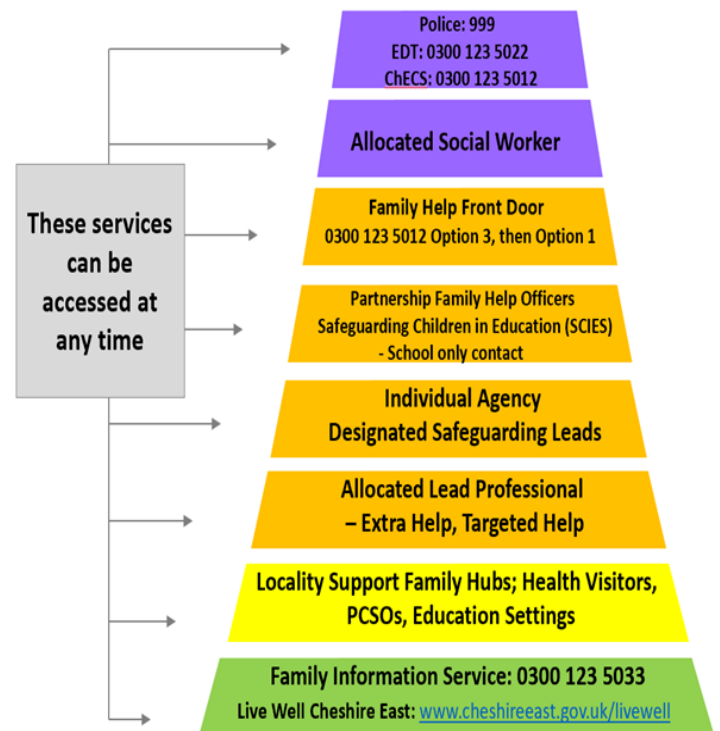 Police: 999
EDT: 0300 123 5022
ChECS: 0300 123 5012
Allocated Social Worker
These services
can be
accessed at
any time
Family Help Front Door
0300 123 5012 Option 3, then Option 1
Partnership Family Help Officers
Safeguarding Children in Education (SCIES)
- School only contact
Individual Agency
Designated Safeguarding Leads
Allocated Lead Professional
– Extra Help, Targeted Help
Locality Support Family Hubs; Health Visitors,
PCSOs, Education Settings
Family Information Service: 0300 123 5033
Live Well Cheshire East: www.cheshireeast.gov.uk/livewell